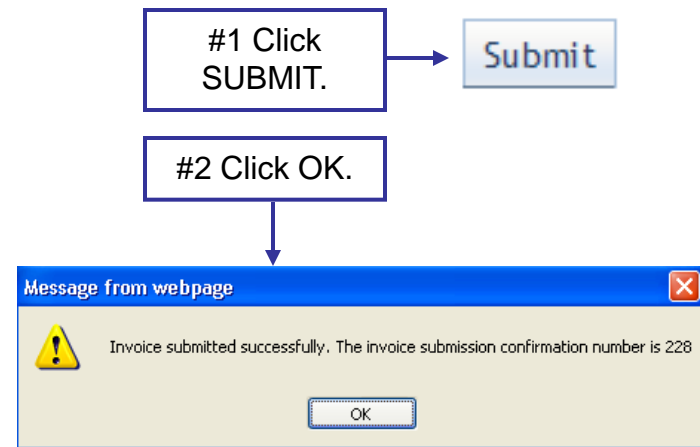 #1 Click
SUBMIT.
Submit
#2 Click OK.
Message from webpage
Invoice submitted successfully. The invoice submission confirmation number is 228
OK